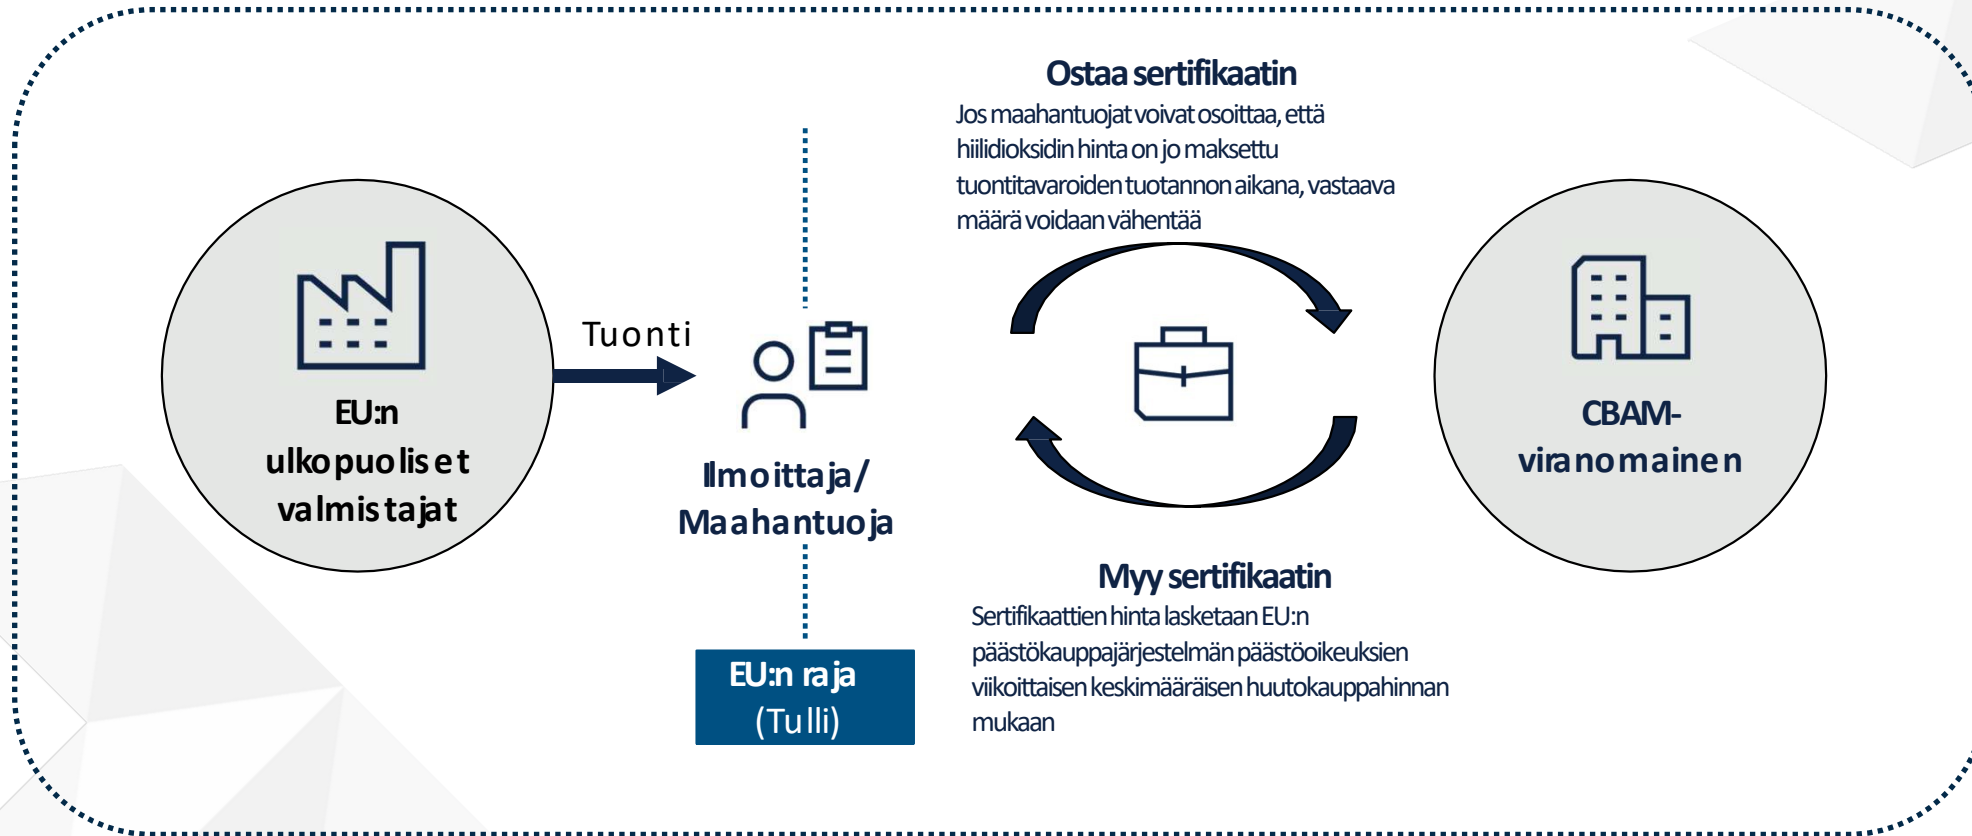 Ostaa sertifikaatin
Jos maahantuojat voivat osoittaa, että
hiilidioksidin hinta on jo maksettu
tuontitavaroiden tuotannon aikana, vastaava
määrä voidaan vähentää
Tuonti
EU:n
ulkopuoliset
valmistajat
Ilmoittaja/
Maahantuoja
CBAM-
viranomainen
Myy sertifikaatin
Sertifikaattien hinta lasketaan EU:n
päästökauppajärjestelmän päästöoikeuksien
viikoittaisen keskimääräisen huutokauppahinnan
mukaan
EU:n raja
(Tulli)